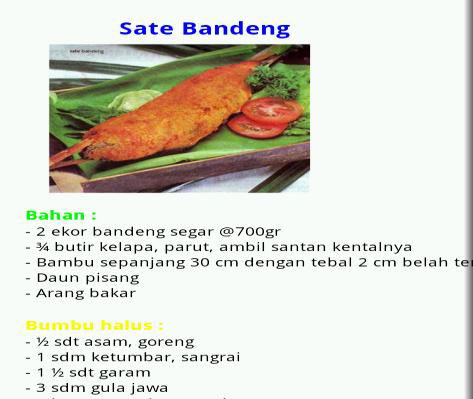 Sate Bandeng
sate bandeng
Bahan :
- 2 ekor bandeng segar @700gr
- ¾ butir kelapa, parut, ambil santan kentalnya
- Bambu sepanjang 30 cm dengan tebal 2 cm belah
- Daun pisang
- Arang bakar
Bumbu halus :
- ½ sdt asam, goreng
- 1 sdm ketumbar, sangrai
- 1 ½ sdt garam
- 3 sdm gula jawa